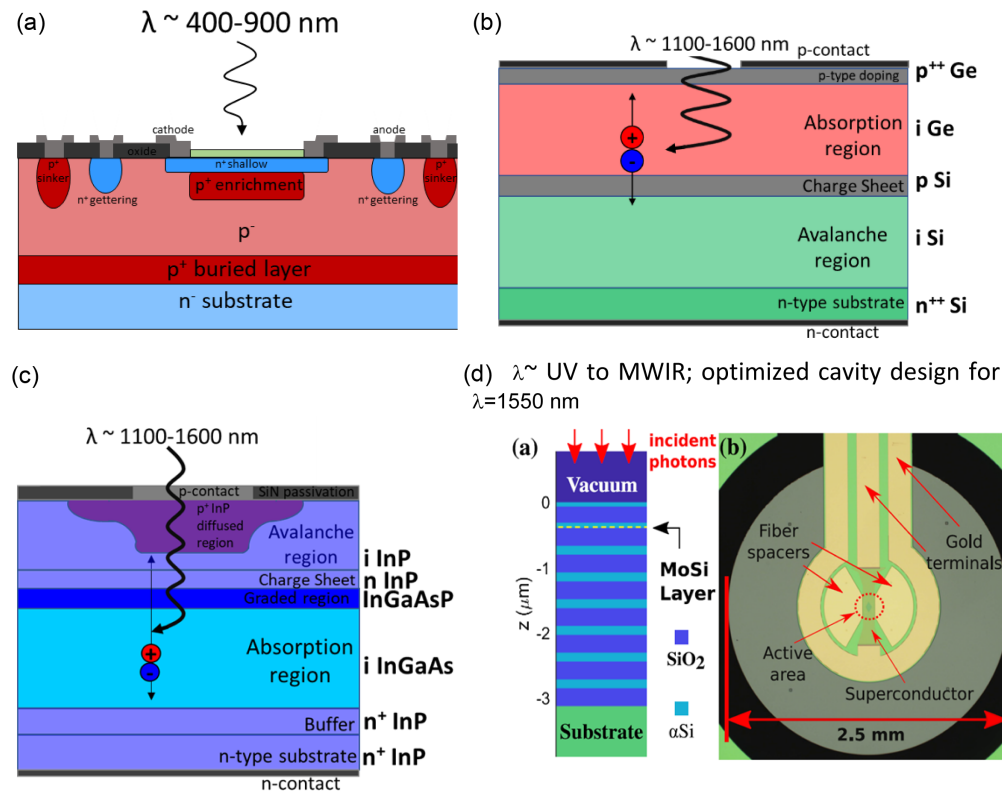 (a)
λ ~ 400-900 nm
cathode
anode
oxide
p⁺
sinker
n⁺ gettering
n⁺ shallow
p⁺ enrichment
n⁺ gettering
p⁺
sinker
p⁻
p⁺ buried layer
n⁻ substrate
(b)
λ ~ 1100-1600 nm
p-contact
p-type doping
p⁺⁺ Ge
Absorption
region
i Ge
+
-
Charge Sheet
p Si
Avalanche
region
i Si
n-type substrate
n⁺⁺ Si
n-contact
(c)
λ ~ 1100-1600 nm
p-contact
SiN passivation
p⁺ InP
diffused
region
Avalanche
region
i InP
Charge Sheet
n InP
Graded region
InGaAsP
Absorption
region
i InGaAs
+
-
Buffer
n⁺ InP
n-type substrate
n⁺ InP
n-contact
(d) λ~ UV to MWIR; optimized cavity design for
λ=1550 nm
(a)
incident
photons
Vacuum
0
-1
-2
-3
z (μm)
MoSi
Layer
SiO₂
αSi
Substrate
(b)
Fiber
spacers
Gold
terminals
Active
area
Superconductor
2.5 mm